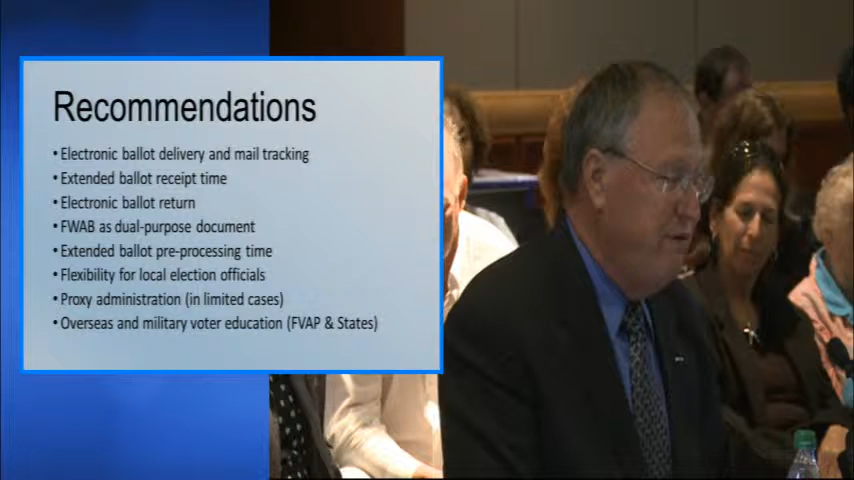 Recommendations
• Electronic ballot delivery and mail tracking
• Extended ballot receipt time
• Electronic ballot return
• FWAB as dual-purpose document
• Extended ballot pre-processing time
• Flexibility for local election officials
• Proxy administration (in limited cases)
• Overseas and military voter education (FVAP & States)